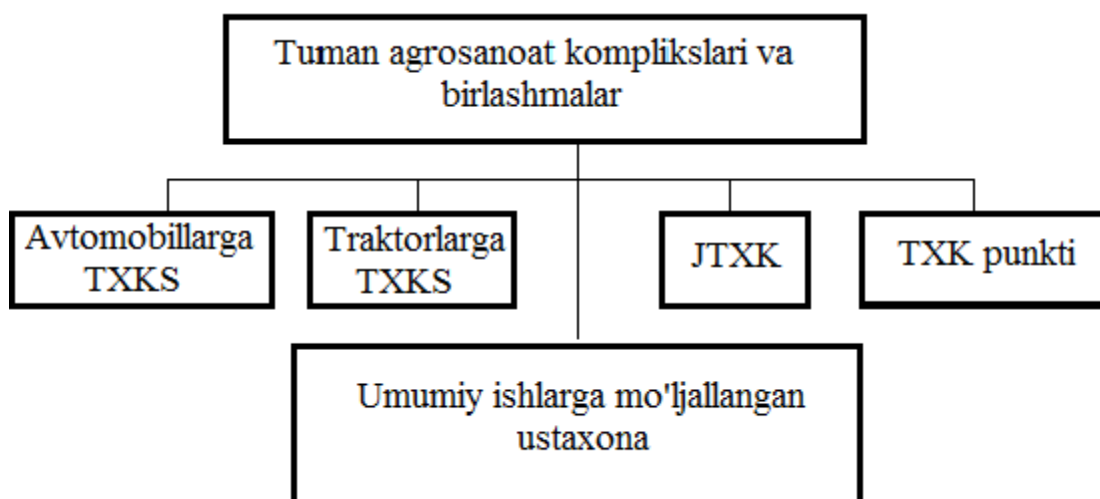 Tuman agrosanoat komplikslari va
birlashmalar
Avtomobillarga
TXKS
Traktorlarga
TXKS
JTXK
TXK punkti
Umumiy ishlarga mo'ljallangan
ustaxona